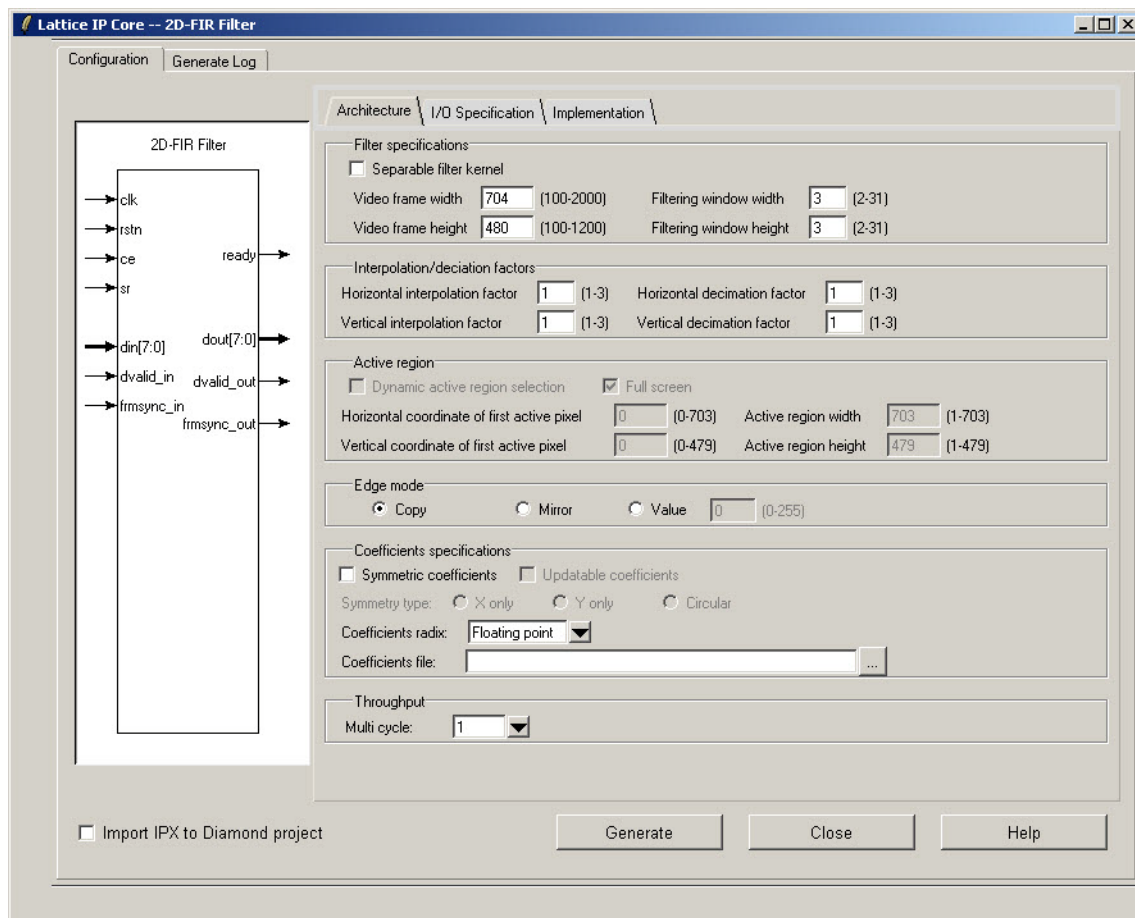 Lattice IP Core -- 2D-FIR Filter
Configuration Generate Log
Architecture I/O Specification Implementation
2D-FIR Filter
clk
rstn
ce
sr
ready
din[7:0]
dout[7:0]
dvalid_in
dvalid_out
frmsync_in
frmsync_out
Filter specifications
Separable filter kernel
Video frame width 704 (100-2000) Filtering window width 3 (2-31)
Video frame height 480 (100-1200) Filtering window height 3 (2-31)
Interpolation/deciation factors
Horizontal interpolation factor 1 (1-3) Horizontal decimation factor 1 (1-3)
Vertical interpolation factor 1 (1-3) Vertical decimation factor 1 (1-3)
Active region
Dynamic active region selection Full screen
Horizontal coordinate of first active pixel 0 (0-703) Active region width 703 (1-703)
Vertical coordinate of first active pixel 0 (0-479) Active region height 479 (1-479)
Edge mode
Copy Mirror Value 0 (0-255)
Coefficients specifications
Symmetric coefficients Updatable coefficients
Symmetry type: X only Y only Circular
Coefficients radix: Floating point
Coefficients file: ...
Throughput
Multi cycle: 1
Import IPX to Diamond project Generate Close Help